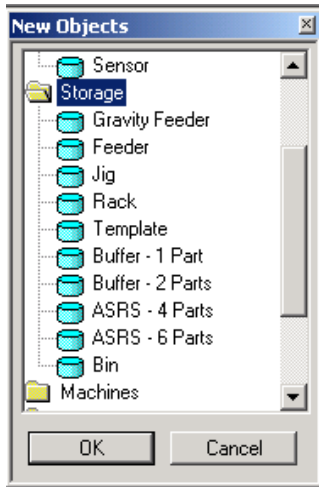 New Objects
Sensor
Storage
Gravity Feeder
Feeder
Jig
Rack
Template
Buffer - 1 Part
Buffer - 2 Parts
ASRS - 4 Parts
ASRS - 6 Parts
Bin
Machines
OK Cancel